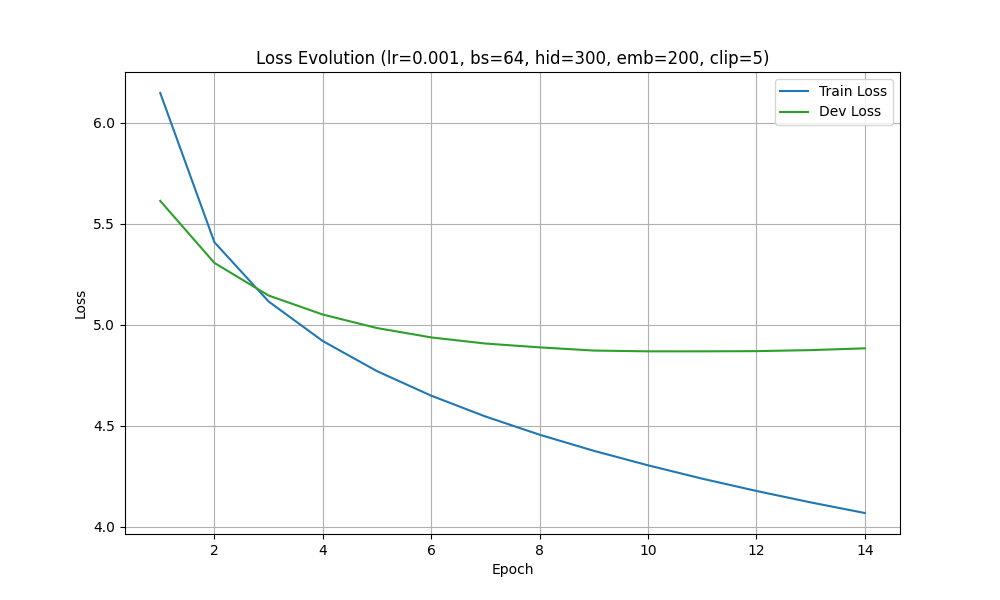 Loss Evolution (lr=0.001, bs=64, hid=300, emb=200, clip=5)
Train Loss
Dev Loss
6.0
5.5
5.0
4.5
4.0
Loss
2 4 6 8 10 12 14
Epoch